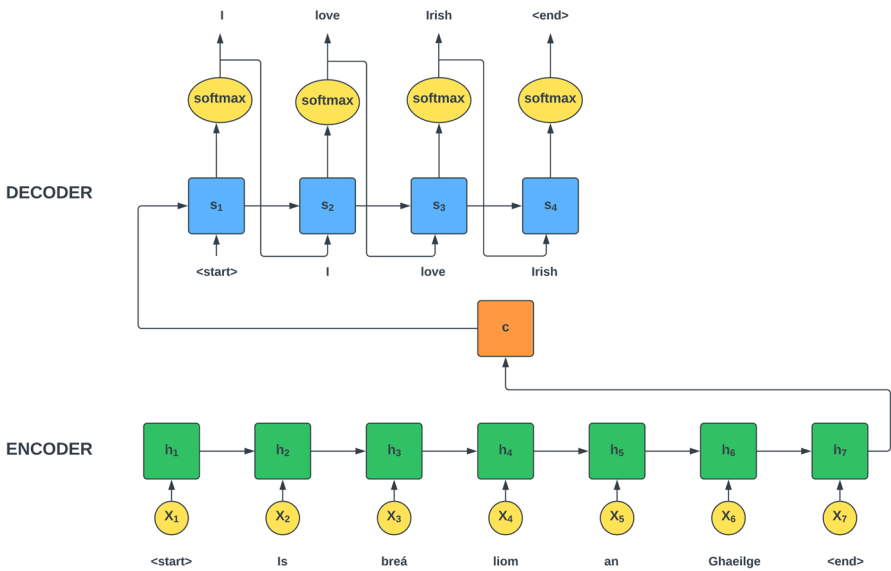 I love Irish <end>
softmax softmax softmax softmax
DECODER
s1 s2 s3 s4
<start> I love Irish
c
ENCODER
h1 h2 h3 h4 h5 h6 h7
X1 X2 X3 X4 X5 X6 X7
<start> Is breá liom an Ghaeilge <end>